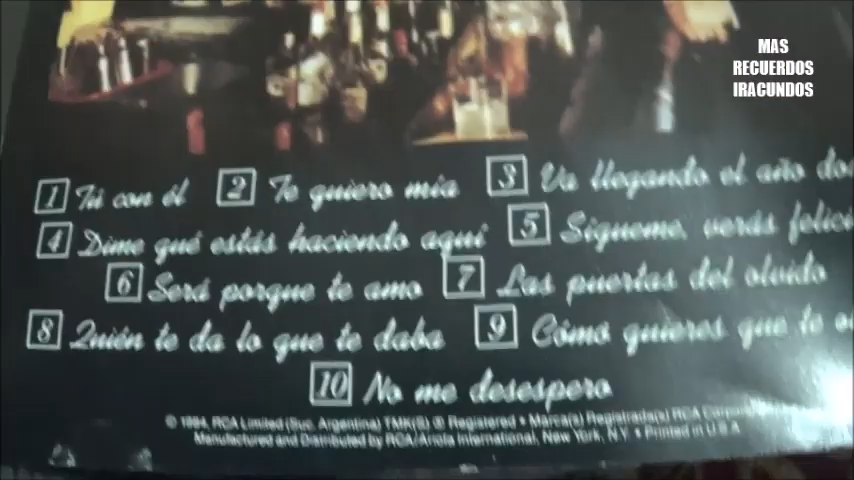 MAS
RECUERDOS
IRACUNDOS
1 Tú con él 2 Te quiero mía 3 Va llegando el año
4 Dime qué estás haciendo aquí 5 Sígueme, verás
6 Será porque te amo 7 Las puertas del olvido
8 Quién te da lo que te daba 9 Cómo quieres que te
10 No me desespero
© 1984, RCA Limited (Suc. Argentina) TMK(S) ® Registered • Marca(s) Registrada(s) RCA
Manufactured and Distributed by RCA/Ariola International, New York, N.Y. • Printed in U.S.A